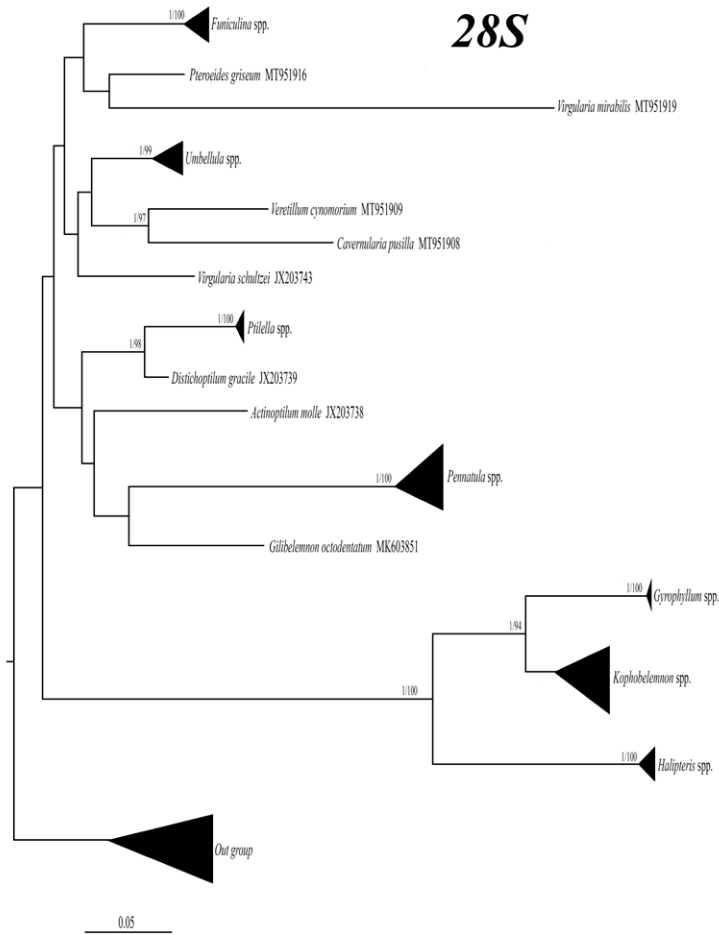 28S
1/100
Funiculina spp.
Pteroeides griseum MT951916
Virgularia mirabilis MT951919
1/99
Umbellula spp.
Veretillum cynomorium MT951909
1/97
Cavernularia pusilla MT951908
Virgularia schultzei JX203743
1/100
Ptilella spp.
1/98
Distichoptilum gracile JX203739
Actinoptilum molle JX203738
1/100
Pennatula spp.
Gilibelemnon octodentatum MK603851
1/100
Gyrophyllum spp.
1/94
Kophobelemnon spp.
1/100
1/100
Halipteris spp.
Out group
0.05